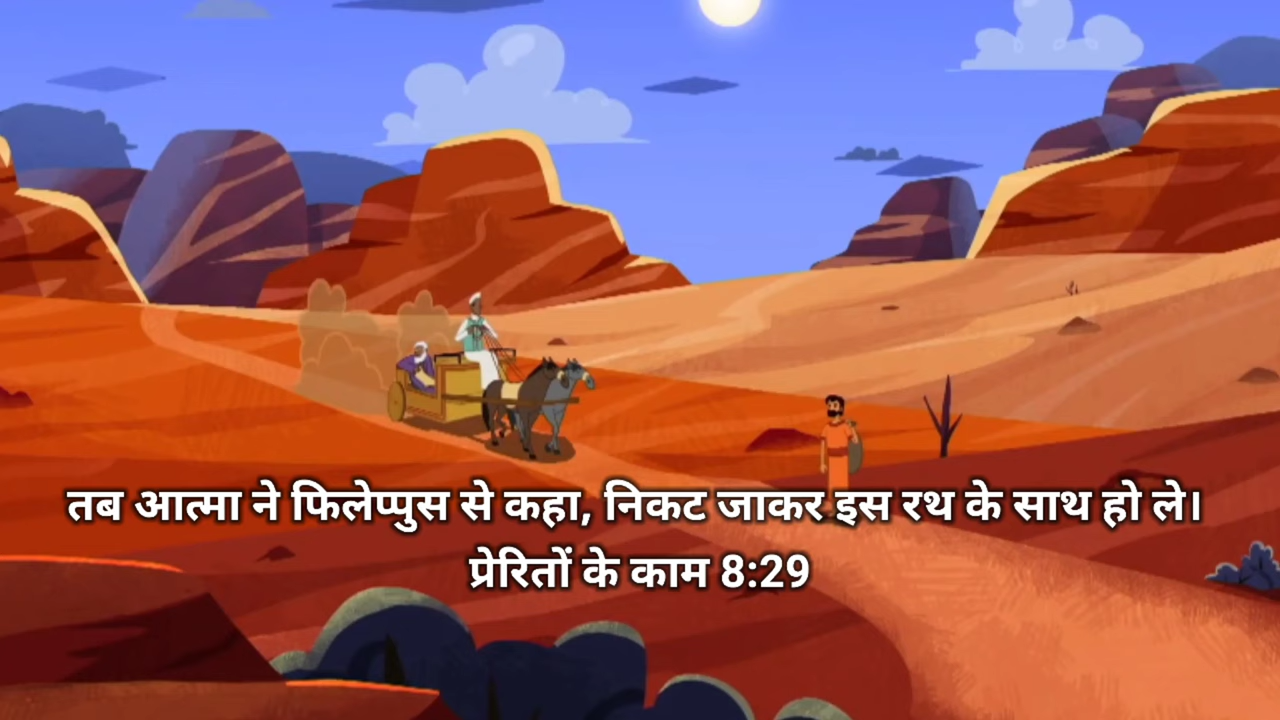 तब आत्मा ने फिलेप्पुस से कहा, निकट जाकर इस रथ के साथ हो ले।
प्रेरितों के काम 8:29